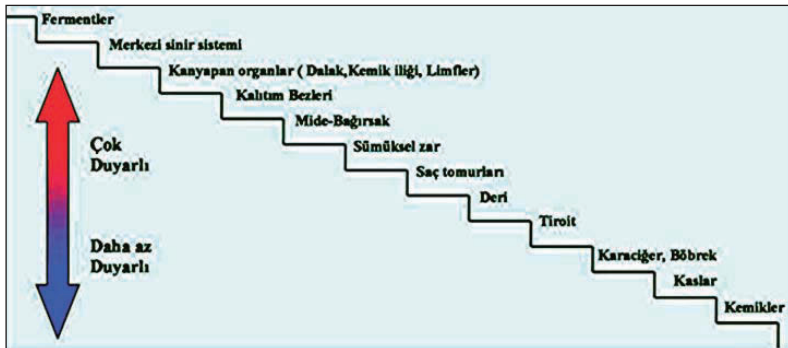 Fermentler
Merkezi sinir sistemi
Kanyapan organlar ( Dalak,Kemik iliği, Limfler)
Kalıtım Bezleri
Mide-Bağırsak
Sümüksel zar
Saç tomurları
Deri
Tiroit
Karaciğer, Böbrek
Kaslar
Kemikler
Çok
Duyarlı
Daha az
Duyarlı